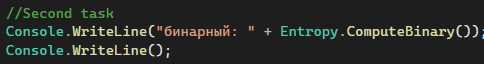 //Second task
Console.WriteLine("бинарный: " + Entropy.ComputeBinary());
Console.WriteLine();